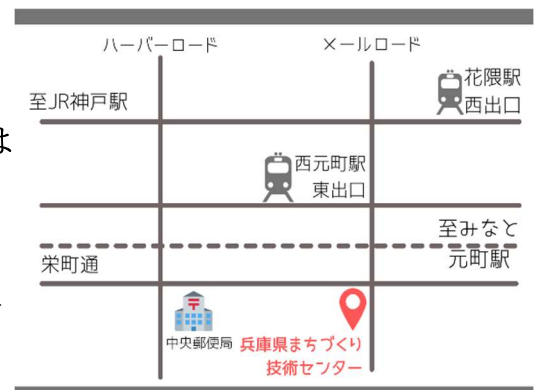 ハーバーロード
メールロード
花隈駅
西出口
至JR神戸駅
は
西元町駅
東出口
至みなと
元町駅
栄町通
〒
中央郵便局
兵庫県まちづくり
技術センター